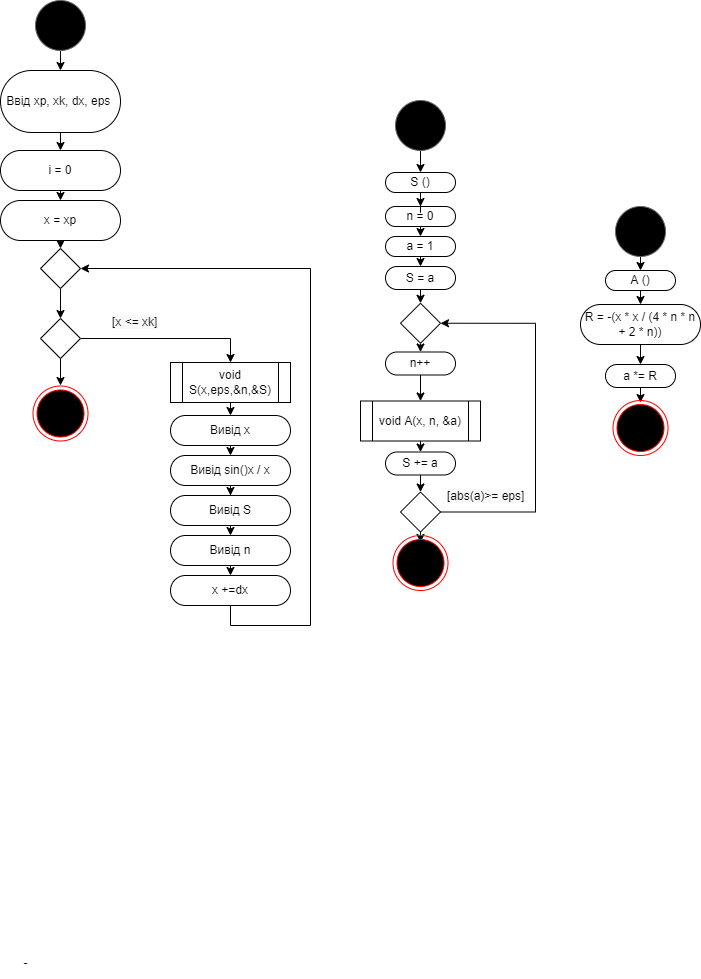 Ввід xp, xk, dx, eps
i = 0
x = xp
[x <= xk]
void
S(x,eps,&n,&S)
Вивід x
Вивід sin()x / x
Вивід S
Вивід n
x +=dx
S ()
n = 0
a = 1
S = a
n++
void A(x, n, &a)
S += a
[abs(a)>= eps]
A ()
R = -(x * x / (4 * n * n
+ 2 * n))
a *= R